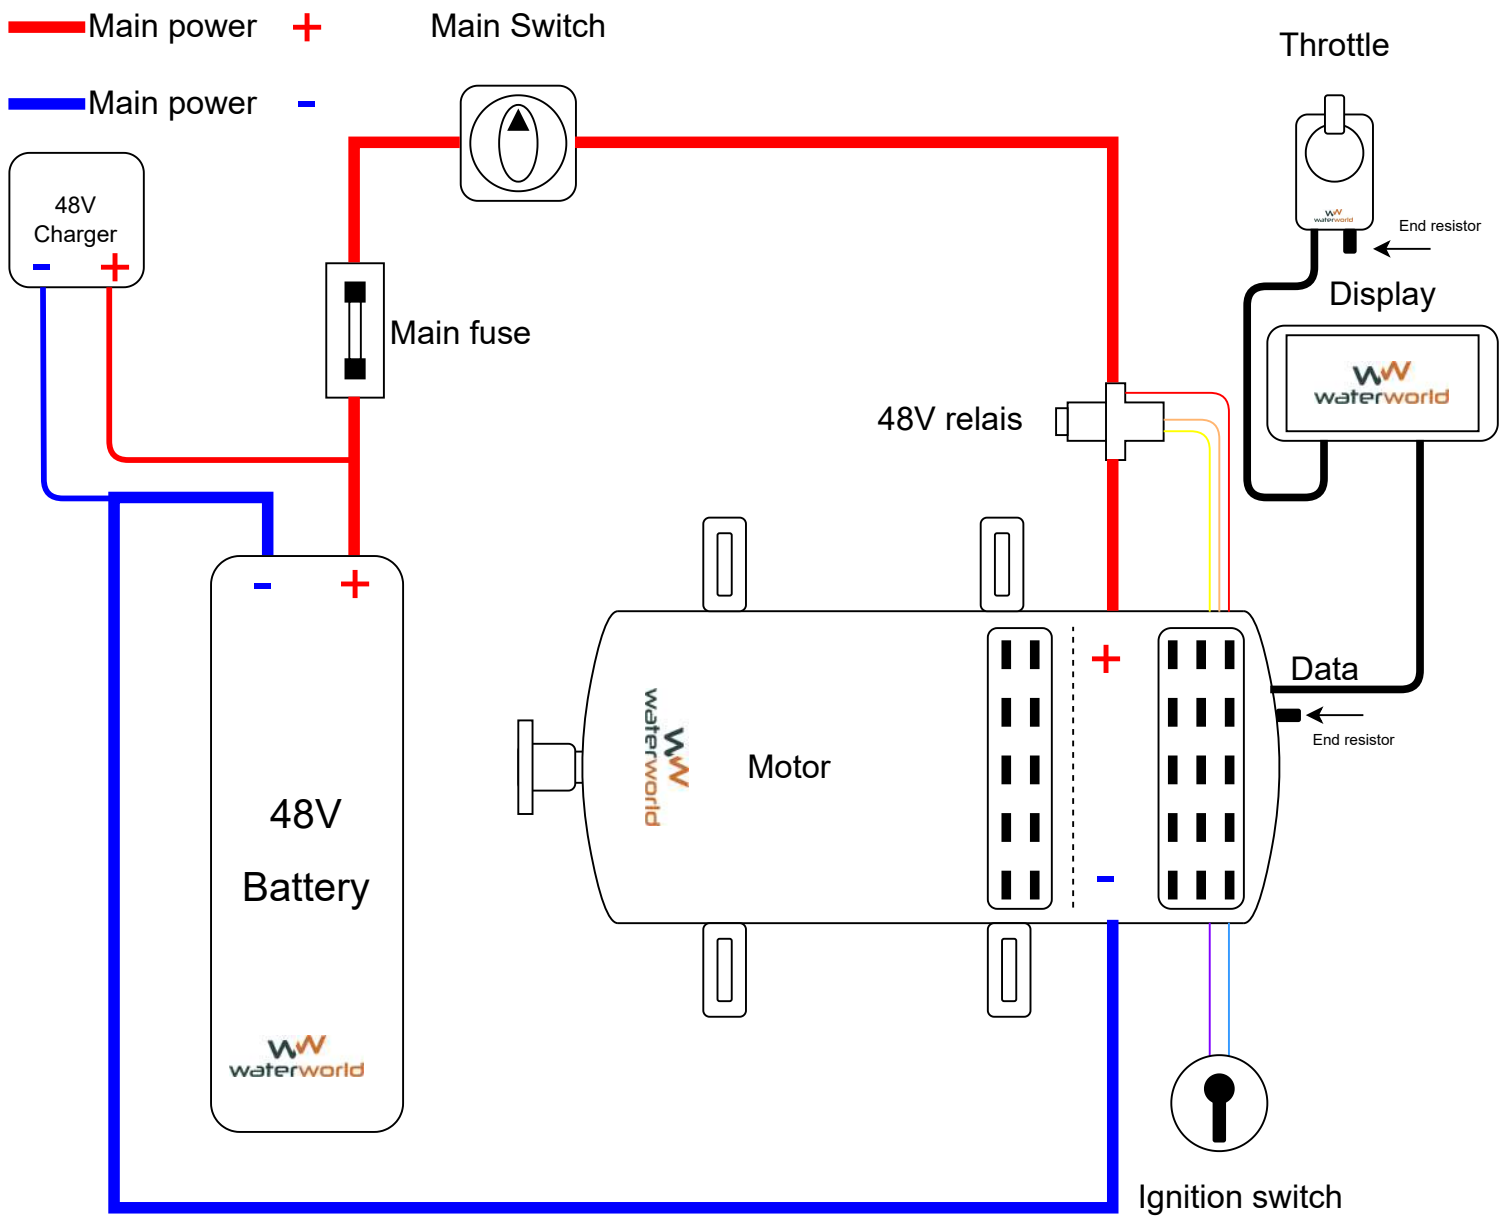 Main power +
Main Switch
Main power -
Throttle
48V
Charger
- +
waterworld
End resistor
Display
Main fuse
waterworld
48V relais
- +
+
Data
waterworld
End resistor
Motor
48V
Battery
-
waterworld
Ignition switch